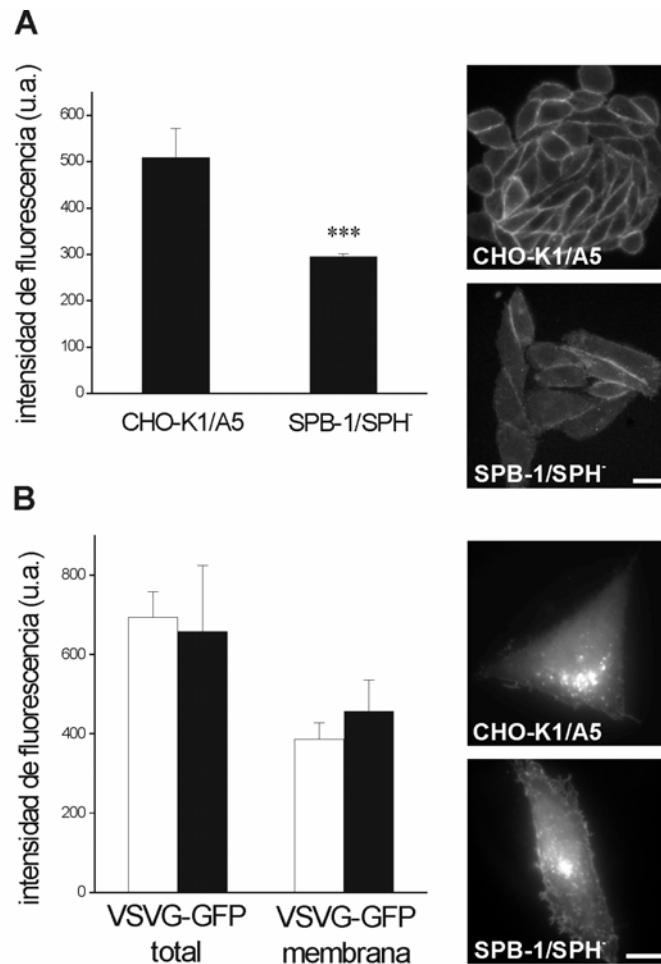 A
intensidad de fluorescencia (u.a.)
600
500
400
300
200
100
0
***
CHO-K1/A5
SPB-1/SPH-
CHO-K1/A5
SPB-1/SPH-
B
intensidad de fluorescencia (u.a.)
800
600
400
200
0
VSVG-GFP
total
VSVG-GFP
membrana
CHO-K1/A5
SPB-1/SPH-